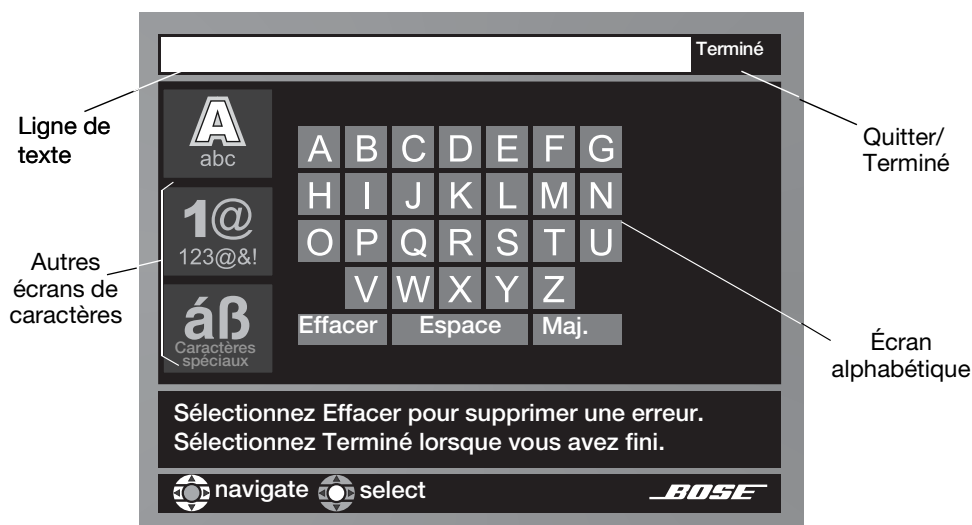 Terminé
Ligne de
texte
Quitter/
Terminé
A
abc
A B C D E F G
H I J K L M N
O P Q R S T U
V W X Y Z
Effacer Espace Maj.
1@
123@&!
Autres
écrans de
caractères
áß
Caractères
spéciaux
Écran
alphabétique
Sélectionnez Effacer pour supprimer une erreur.
Sélectionnez Terminé lorsque vous avez fini.
navigate select
BOSE